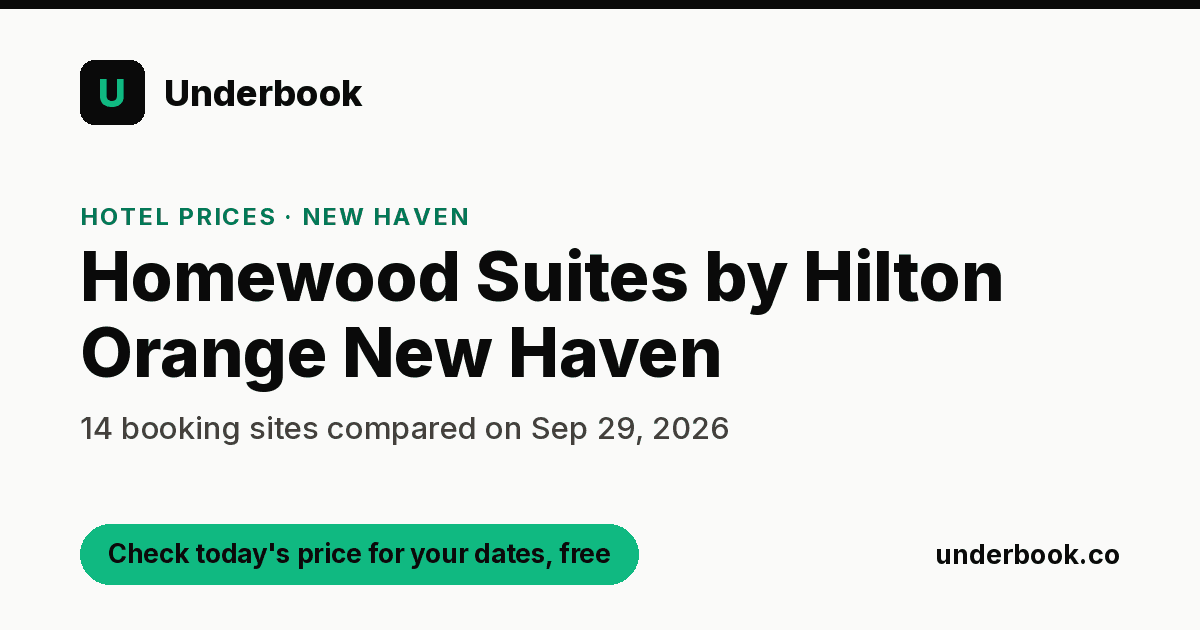 U Underbook
HOTEL PRICES · NEW HAVEN
Homewood Suites by Hilton
Orange New Haven
14 booking sites compared on Sep 29, 2026
Check today's price for your dates, free
underbook.co